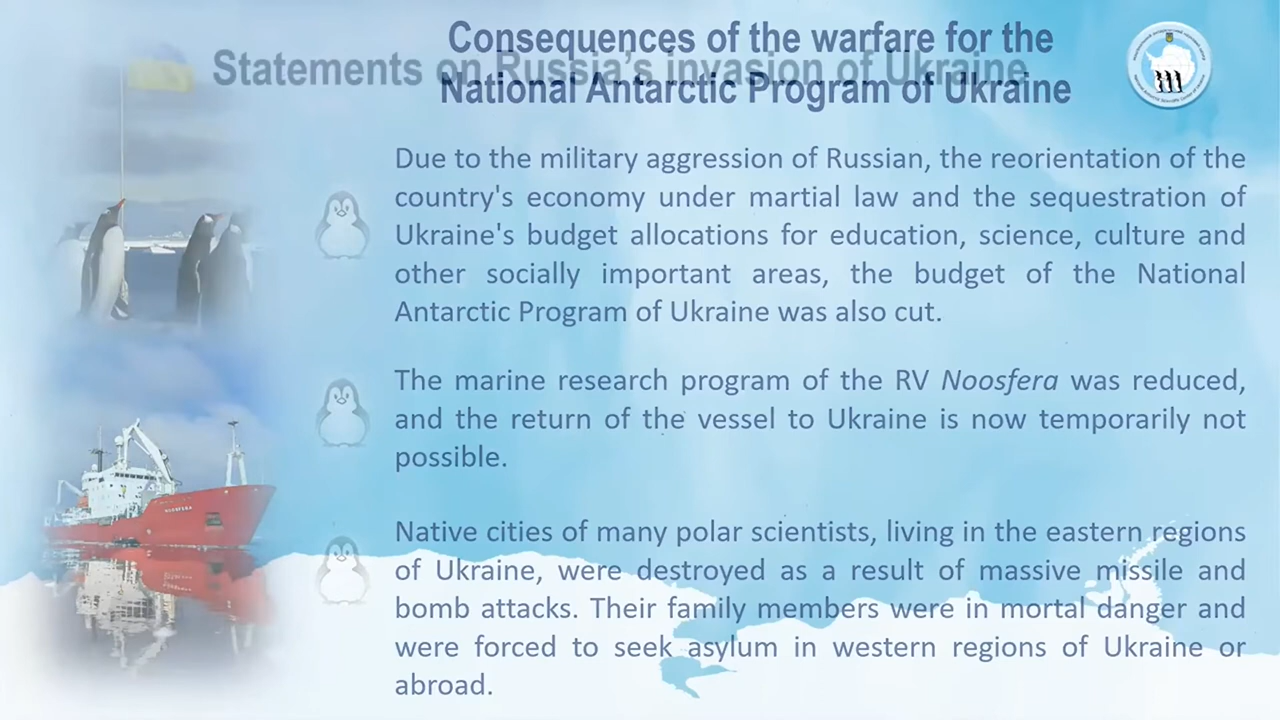 Consequences of the warfare for the
Statements on Russia's invasion of Ukraine
National Antarctic Program of Ukraine
Due to the military aggression of Russian, the reorientation of the
country's economy under martial law and the sequestration of
Ukraine's budget allocations for education, science, culture and
other socially important areas, the budget of the National
Antarctic Program of Ukraine was also cut.
The marine research program of the RV Noosfera was reduced,
and the return of the vessel to Ukraine is now temporarily not
possible.
Native cities of many polar scientists, living in the eastern regions
of Ukraine, were destroyed as a result of massive missile and
bomb attacks. Their family members were in mortal danger and
were forced to seek asylum in western regions of Ukraine or
abroad.
NOOSFERA